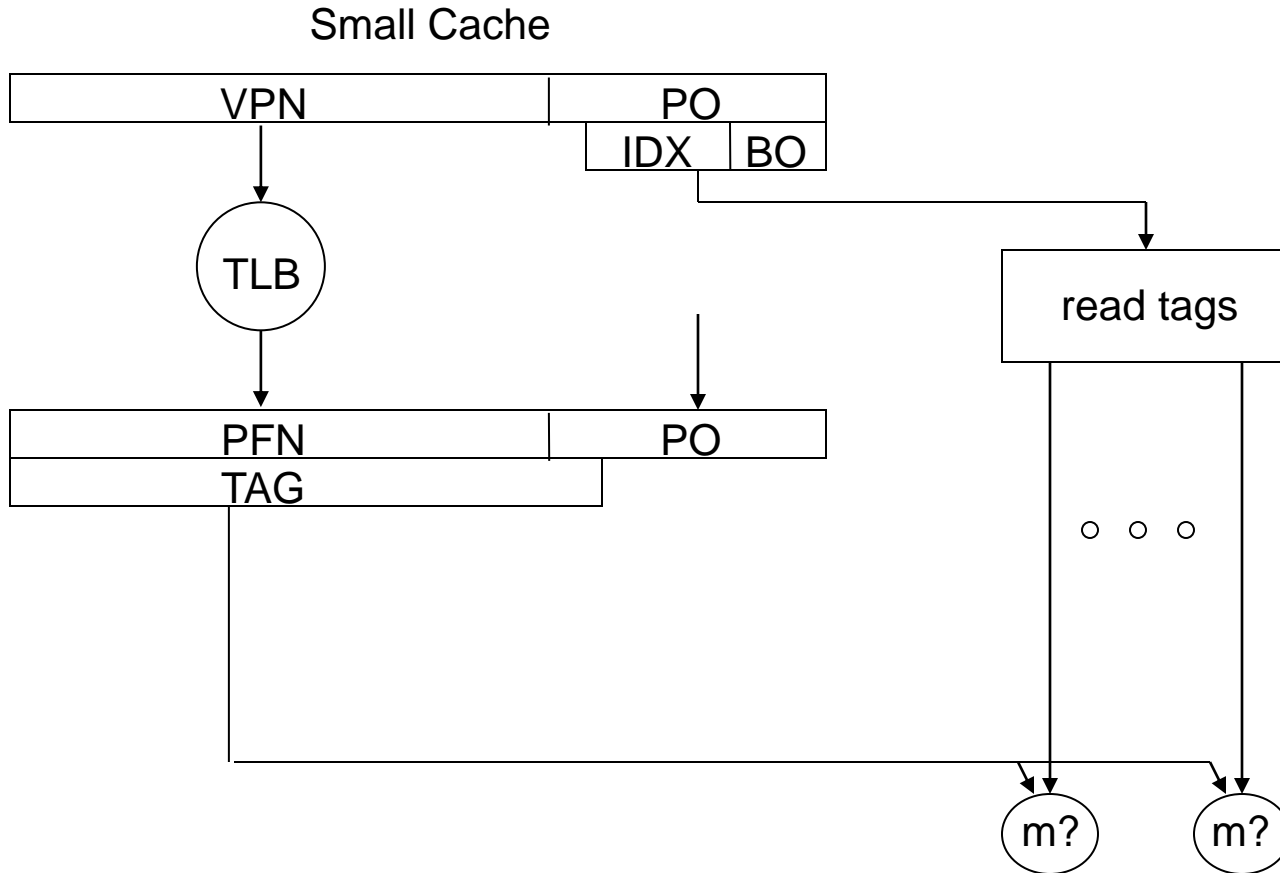 Small Cache
VPN PO
IDX BO
TLB
read tags
PFN PO
TAG
m? m?